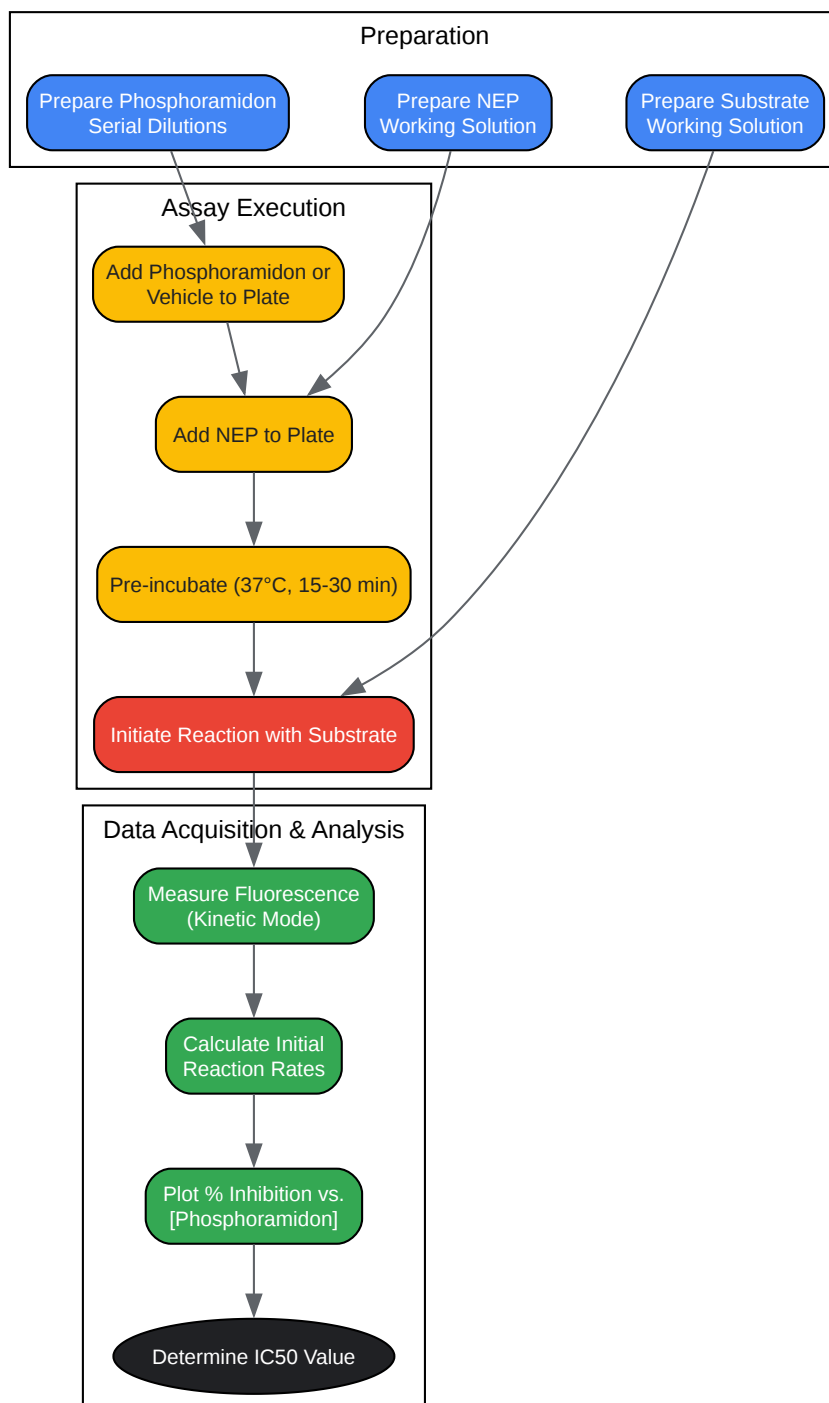 Preparation
Prepare Phosphoramidon
Serial Dilutions
Prepare NEP
Working Solution
Prepare Substrate
Working Solution
Assay Execution
Add Phosphoramidon or
Vehicle to Plate
Add NEP to Plate
Pre-incubate (37°C, 15-30 min)
Initiate Reaction with Substrate
Data Acquisition & Analysis
Measure Fluorescence
(Kinetic Mode)
Calculate Initial
Reaction Rates
Plot % Inhibition vs.
[Phosphoramidon]
Determine IC50 Value